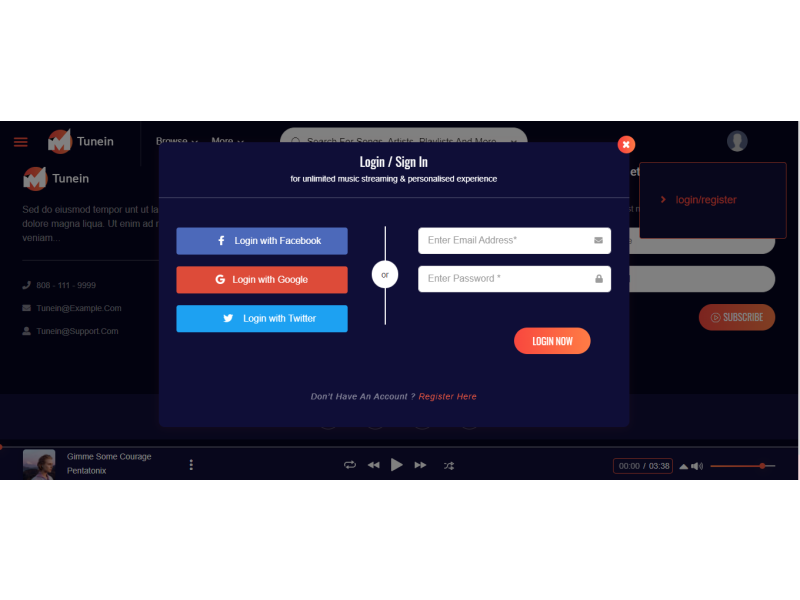 Tunein
Browse
More
Search For Songs, Artists, Playlists And More
Login / Sign In
for unlimited music streaming & personalised experience
login/register
Tunein
Sed do eiusmod tempor unt ut la
dolore magna liqua. Ut enim ad
veniam...
Login with Facebook
Login with Google
Login with Twitter
or
Enter Email Address*
Enter Password *
LOGIN NOW
808 - 111 - 9999
Tunein@Example.Com
Tunein@Support.Com
SUBSCRIBE
Don't Have An Account ? Register Here
Gimme Some Courage
Pentatonix
00:00 / 03:38